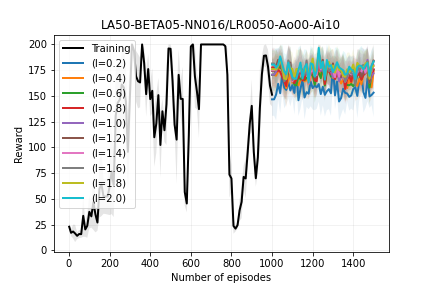 LA50-BETA05-NN016/LR0050-Ao00-Ai10
Reward
200
175
150
125
100
75
50
25
0
Training
(l=0.2)
(l=0.4)
(l=0.6)
(l=0.8)
(l=1.0)
(l=1.2)
(l=1.4)
(l=1.6)
(l=1.8)
(l=2.0)
0 200 400 600 800 1000 1200 1400
Number of episodes